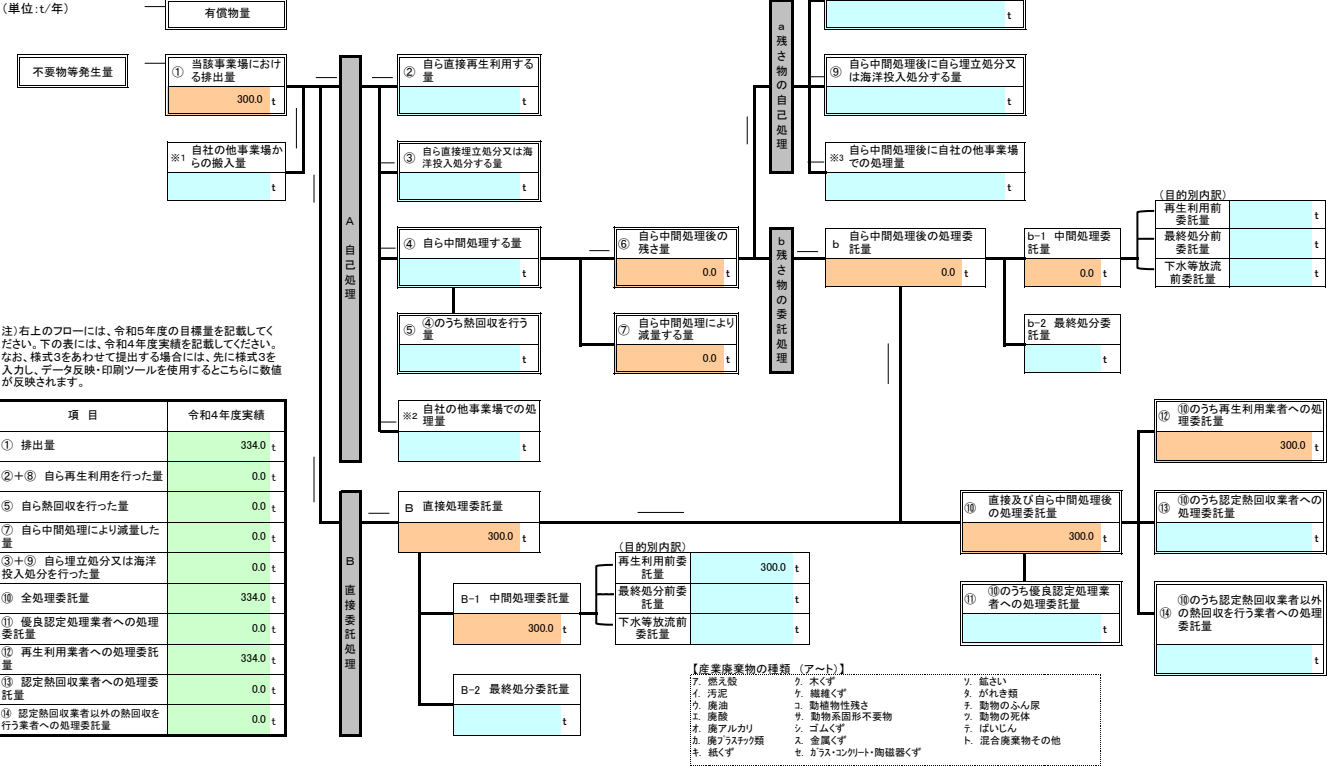 (単位:t/年)
有償物量
不要物等発生量
① 当該事業場におけ
る排出量
300.0 t
※1 自社の他事業場か
らの搬入量
t
A 自己処理
② 自ら直接再生利用する
量
t
③ 自ら直接埋立処分又は海
洋投入処分する量
t
④ 自ら中間処理する量
t
⑤ ④のうち熱回収を行う
量
t
※2 自社の他事業場での処
理量
t
⑥ 自ら中間処理後の
残さ量
0.0 t
⑦ 自ら中間処理により
減量する量
0.0 t
a 残さ物の自己処理
t
⑨ 自ら中間処理後に自ら埋立処分又
は海洋投入処分する量
t
※3 自ら中間処理後に自社の他事業場
での処理量
t
b 残さ物の委託処理
b 自ら中間処理後の処理委
託量
0.0 t
b-1 中間処理委
託量
0.0 t
(目的別内訳)
再生利用前
委託量
t
最終処分前
委託量
t
下水等放流
前委託量
t
b-2 最終処分委
託量
t
注)右上のフローには、令和5年度の目標量を記載してく
ださい。下の表には、令和4年度実績を記載してください。
なお、様式3をあわせて提出する場合には、先に様式3を
入力し、データ反映・印刷ツールを使用するとこちらに数値
が反映されます。
項 目 令和4年度実績
① 排出量 334.0 t
②+⑧ 自ら再生利用を行った量 0.0 t
⑤ 自ら熱回収を行った量 0.0 t
⑦ 自ら中間処理により減量した
量 0.0 t
③+⑨ 自ら埋立処分又は海洋
投入処分を行った量 0.0 t
⑩ 全処理委託量 334.0 t
⑪ 優良認定処理業者への処理
委託量 0.0 t
⑫ 再生利用業者への処理委託
量 334.0 t
⑬ 認定熱回収業者への処理委
託量 0.0 t
⑭ 認定熱回収業者以外の熱回収を
行う業者への処理委託量 0.0 t
B 直接委託処理
B 直接処理委託量
300.0 t
B-1 中間処理委託量
300.0 t
B-2 最終処分委託量
t
(目的別内訳)
再生利用前委
託量
300.0 t
最終処分前委
託量
t
下水等放流前
委託量
t
⑩ 直接及び自ら中間処理後
の処理委託量
300.0 t
⑪ ⑩のうち優良認定処理業
者への処理委託量
t
⑫ ⑩のうち再生利用業者への処
理委託量
300.0 t
⑬ ⑩のうち認定熱回収業者への
処理委託量
t
⑭ ⑩のうち認定熱回収業者以外
の熱回収を行う業者への処理
委託量
t
【産業廃棄物の種類 (ア~ト)】
ア. 燃え殻
イ. 汚泥
ウ. 廃油
エ. 廃酸
オ. 廃アルカリ
カ. 廃プラスチック類
キ. 紙くず
ク. 木くず
ケ. 繊維くず
コ. 動植物性残さ
サ. 動物系固形不要物
シ. ゴムくず
ス. 金属くず
セ. ガラス・コンクリート・陶磁器くず
ソ. 鉱さい
タ. がれき類
チ. 動物のふん尿
ツ. 動物の死体
テ. ばいじん
ト. 混合廃棄物その他